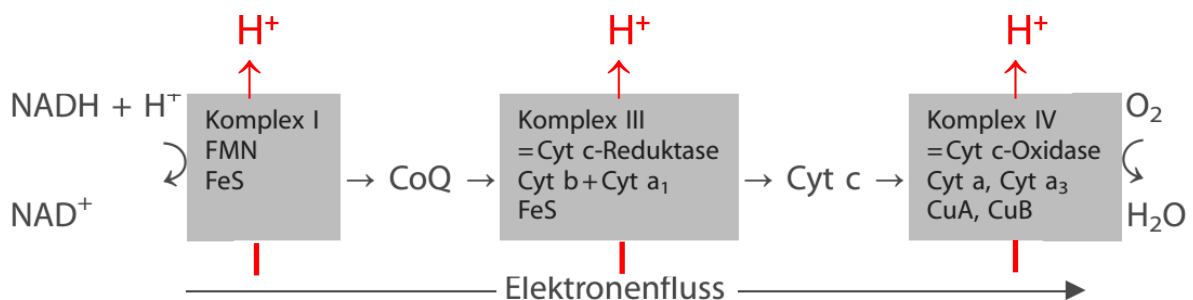 H⁺
H⁺
H⁺
NADH + H⁺
NAD⁺
Komplex I
FMN
FeS
→ CoQ →
Komplex III
=Cyt c-Reduktase
Cyt b+Cyt a₁
FeS
→ Cyt c →
Komplex IV
=Cyt c-Oxidase
Cyt a, Cyt a₃
CuA, CuB
O₂
H₂O
Elektronenfluss